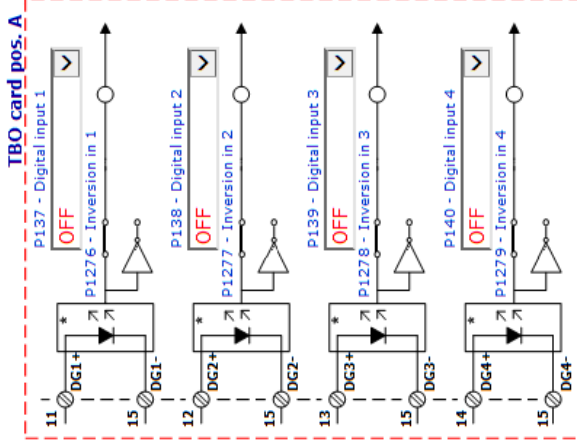 TBO card pos. A
P137 - Digital input 1
OFF
P1276 - Inversion in 1
*
11
DG1+
15
DG1-
P138 - Digital input 2
OFF
P1277 - Inversion in 2
*
12
DG2+
15
DG2-
P139 - Digital input 3
OFF
P1278 - Inversion in 3
*
13
DG3+
15
DG3-
P140 - Digital input 4
OFF
P1279 - Inversion in 4
*
14
DG4+
15
DG4-